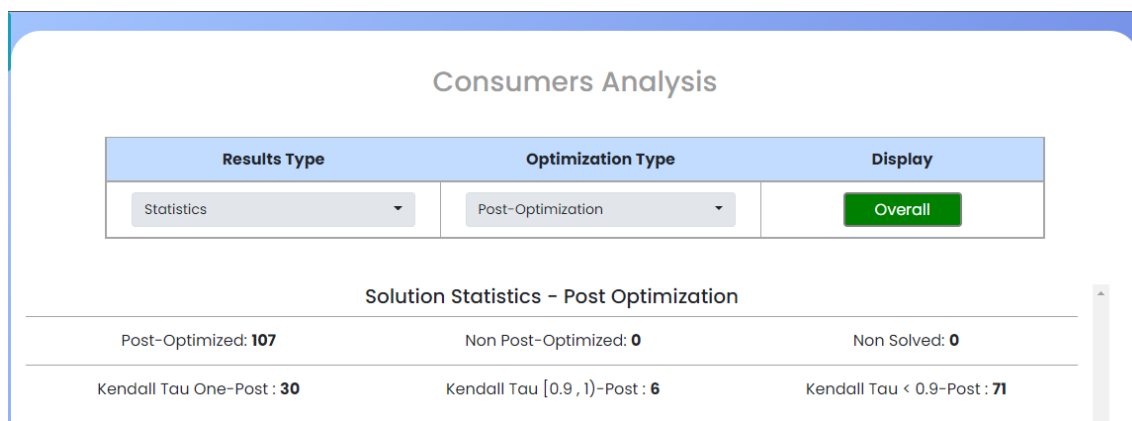 Consumers Analysis
Results Type Optimization Type Display
Statistics Post-Optimization Overall
Solution Statistics - Post Optimization
Post-Optimized: 107 Non Post-Optimized: 0 Non Solved: 0
Kendall Tau One-Post : 30 Kendall Tau [0.9 , 1)-Post : 6 Kendall Tau < 0.9-Post : 71